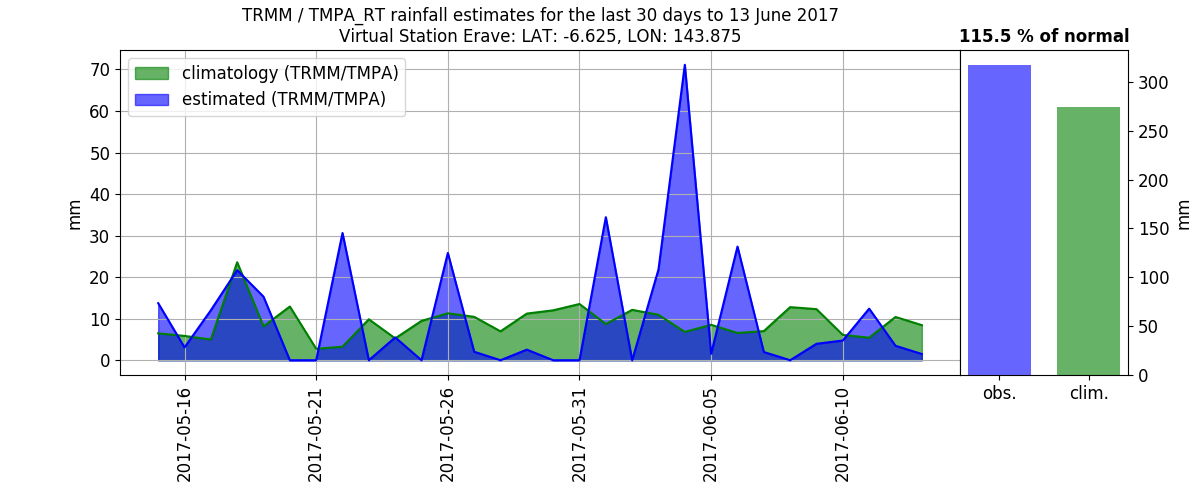 TRMM / TMPA_RT rainfall estimates for the last 30 days to 13 June 2017
Virtual Station Erave: LAT: -6.625, LON: 143.875
115.5 % of normal
climatology (TRMM/TMPA)
estimated (TRMM/TMPA)
70
60
50
40
30
20
10
0
mm
2017-05-16
2017-05-21
2017-05-26
2017-05-31
2017-06-05
2017-06-10
300
250
200
150
100
50
0
mm
obs.
clim.